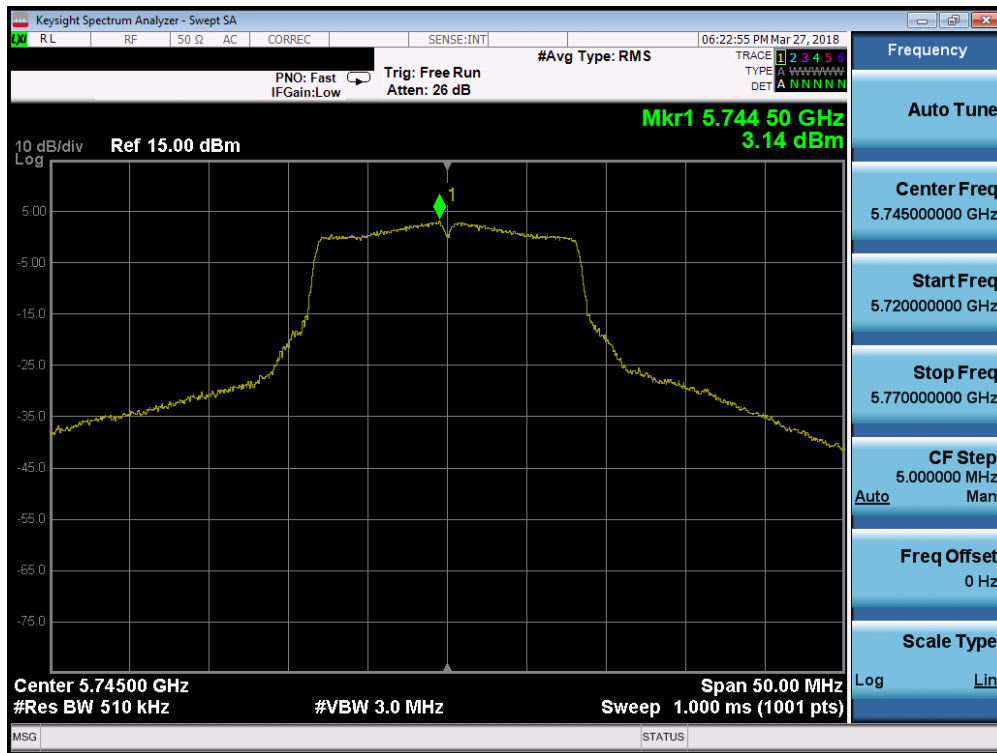 Keysight Spectrum Analyzer - Swept SA
LXI RL RF 50 Ω AC CORREC SENSE:INT 06:22:55 PM Mar 27, 2018
PNO: Fast
IFGain:Low
Trig: Free Run
Atten: 26 dB
#Avg Type: RMS
TRACE 1 2 3 4 5 6
TYPE A WWWWW
DET A N N N N N
Mkr1 5.744 50 GHz
3.14 dBm
10 dB/div Ref 15.00 dBm
Log
1
5.00
-5.00
-15.0
-25.0
-35.0
-45.0
-55.0
-65.0
-75.0
Center 5.74500 GHz Span 50.00 MHz
#Res BW 510 kHz #VBW 3.0 MHz Sweep 1.000 ms (1001 pts)
MSG STATUS
Frequency
Auto Tune
Center Freq
5.745000000 GHz
Start Freq
5.720000000 GHz
Stop Freq
5.770000000 GHz
CF Step
5.000000 MHz
Auto Man
Freq Offset
0 Hz
Scale Type
Log Lin